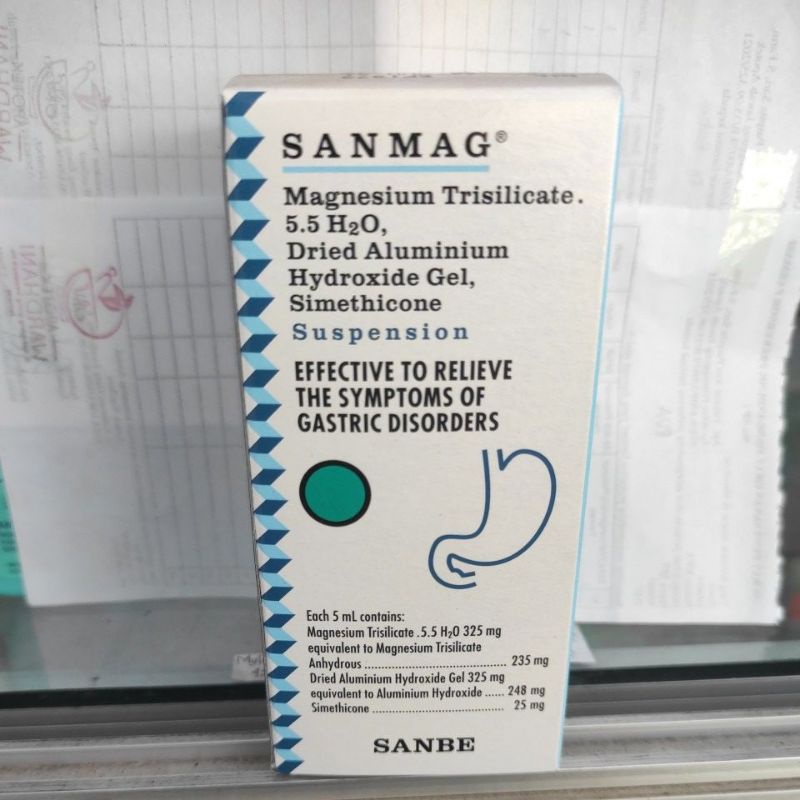 SANMAG®
Magnesium Trisilicate.
5.5 H₂O,
Dried Aluminium
Hydroxide Gel,
Simethicone
Suspension
EFFECTIVE TO RELIEVE
THE SYMPTOMS OF
GASTRIC DISORDERS
Each 5 mL contains:
Magnesium Trisilicate .5.5 H₂O 325 mg
equivalent to Magnesium Trisilicate
Anhydrous ........................................ 235 mg
Dried Aluminium Hydroxide Gel 325 mg
equivalent to Aluminium Hydroxide ...... 248 mg
Simethicone ..................................... 25 mg
SANBE